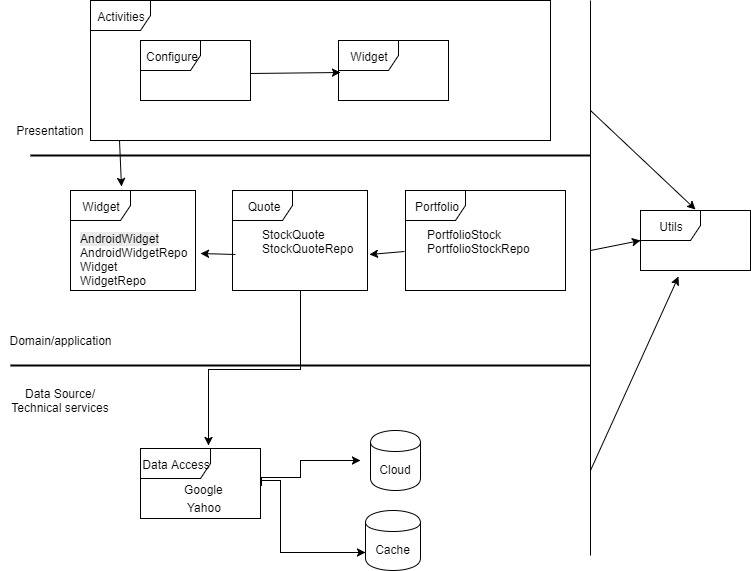 Activities
Configure
Widget
Presentation
Widget
AndroidWidget
AndroidWidgetRepo
Widget
WidgetRepo
Quote
StockQuote
StockQuoteRepo
Portfolio
PortfolioStock
PortfolioStockRepo
Utils
Domain/application
Data Source/
Technical services
Data Access
Google
Yahoo
Cloud
Cache